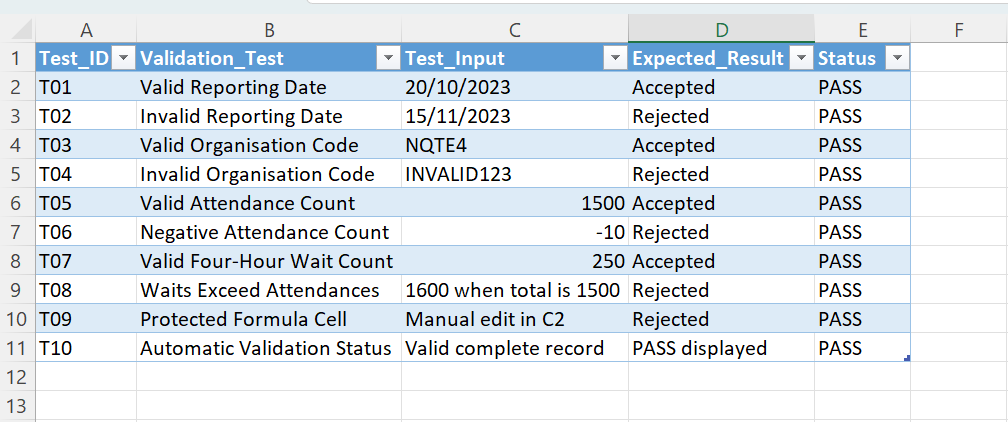 A B C D E F
1 Test_ID Validation_Test Test_Input Expected_Result Status
2 T01 Valid Reporting Date 20/10/2023 Accepted PASS
3 T02 Invalid Reporting Date 15/11/2023 Rejected PASS
4 T03 Valid Organisation Code NQTE4 Accepted PASS
5 T04 Invalid Organisation Code INVALID123 Rejected PASS
6 T05 Valid Attendance Count 1500 Accepted PASS
7 T06 Negative Attendance Count -10 Rejected PASS
8 T07 Valid Four-Hour Wait Count 250 Accepted PASS
9 T08 Waits Exceed Attendances 1600 when total is 1500 Rejected PASS
10 T09 Protected Formula Cell Manual edit in C2 Rejected PASS
11 T10 Automatic Validation Status Valid complete record PASS displayed PASS
12
13